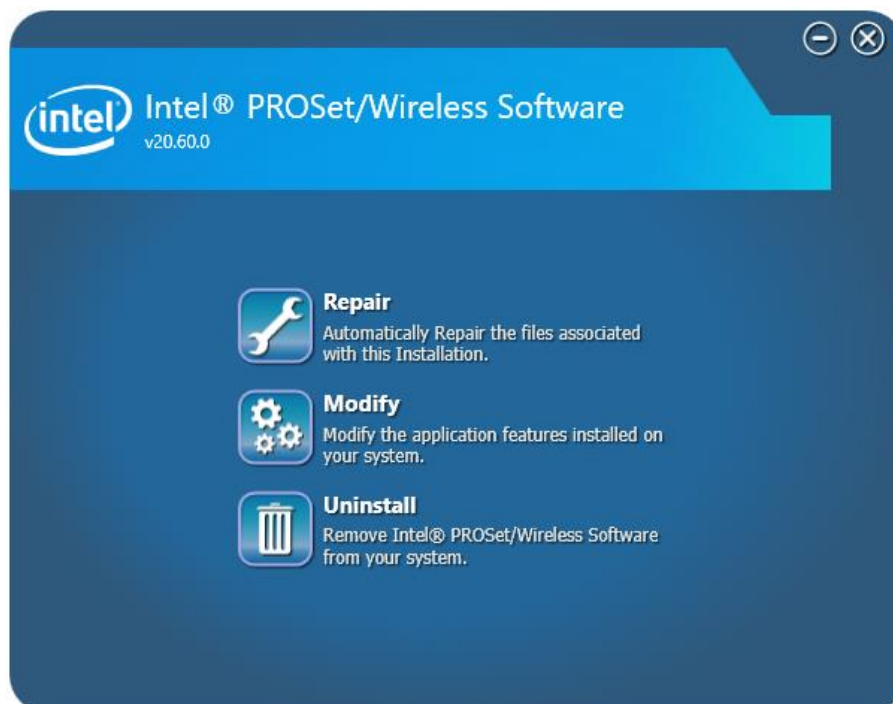 intel
Intel® PROSet/Wireless Software
v20.60.0
Repair
Automatically Repair the files associated
with this Installation.
Modify
Modify the application features installed on
your system.
Uninstall
Remove Intel® PROSet/Wireless Software
from your system.